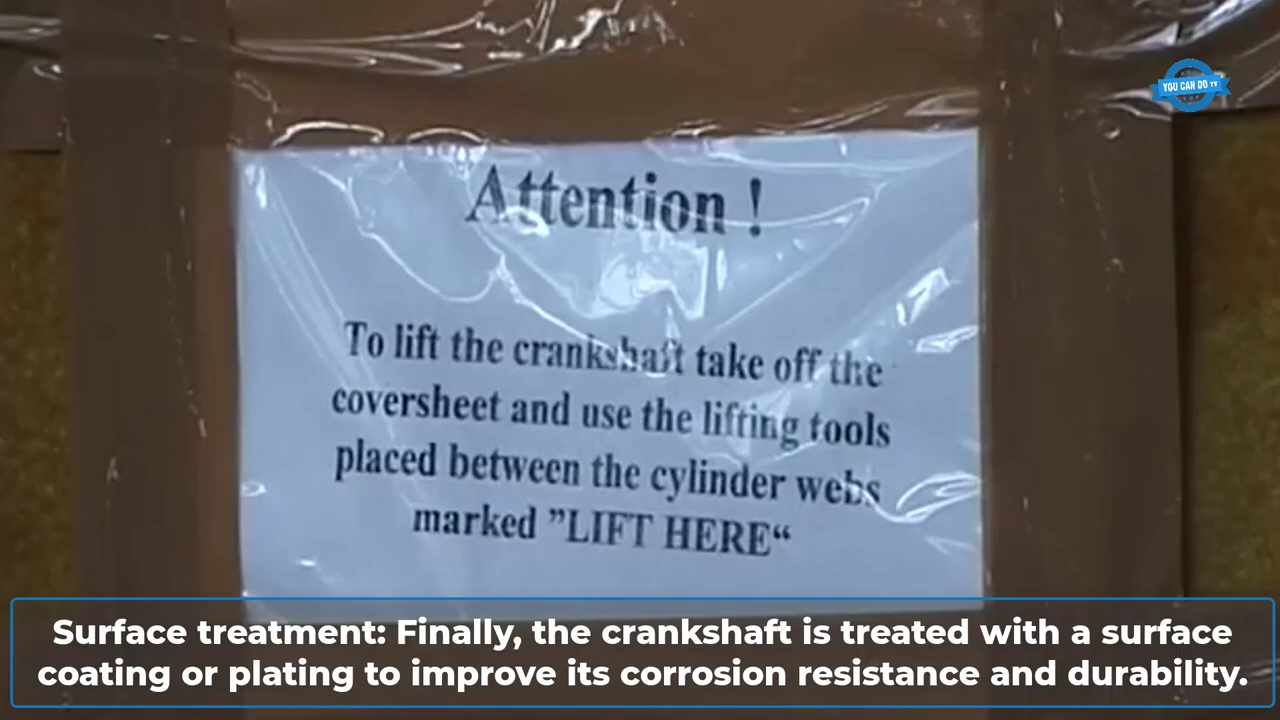 YOU CAN DO TV
Attention !
To lift the crankshaft take off the
coversheet and use the lifting tools
placed between the cylinder webs
marked ”LIFT HERE“
Surface treatment: Finally, the crankshaft is treated with a surface
coating or plating to improve its corrosion resistance and durability.